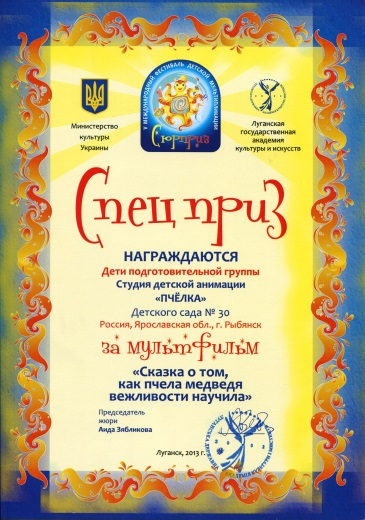 V МЕЖДУНАРОДНЫЙ ФЕСТИВАЛЬ ДЕТСКОЙ МУЛЬТИПЛИКАЦИИ
Сюрприз
Министерство
культуры
Украины
Луганская
государственная
академия
культуры и искусств
Спец приз
НАГРАЖДАЮТСЯ
Дети подготовительной группы
Студия детской анимации
«ПЧЁЛКА»
Детского сада № 30
Россия, Ярославская обл., г. Рыбянск
за мультфильм
«Сказка о том,
как пчела медведя
вежливости научила»
Председатель
жюри
Аида Зябликова
Луганск, 2013 г.